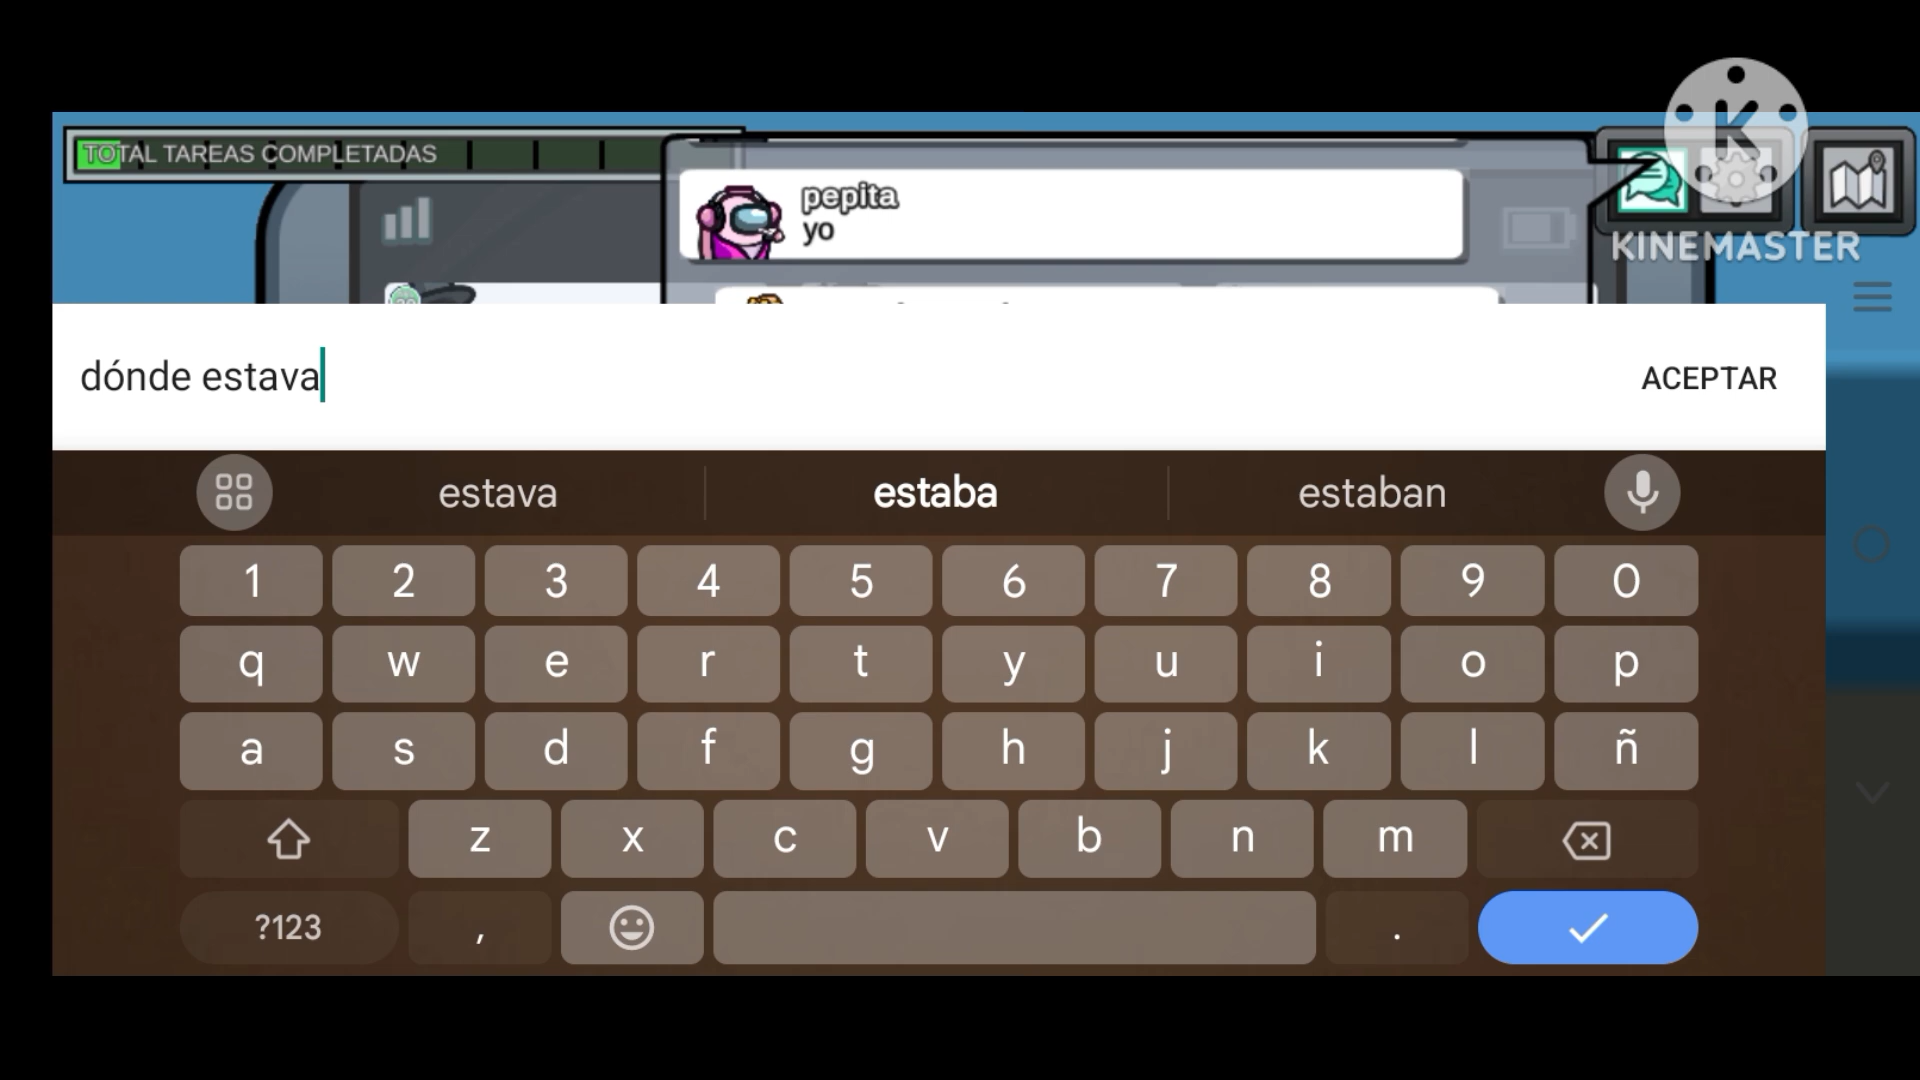 TOTAL TAREAS COMPLETADAS
pepita
yo
K
KINEMASTER
dónde estava
ACEPTAR
estava estaba estaban
1 2 3 4 5 6 7 8 9 0
q w e r t y u i o p
a s d f g h j k l ñ
z x c v b n m
?123 , .